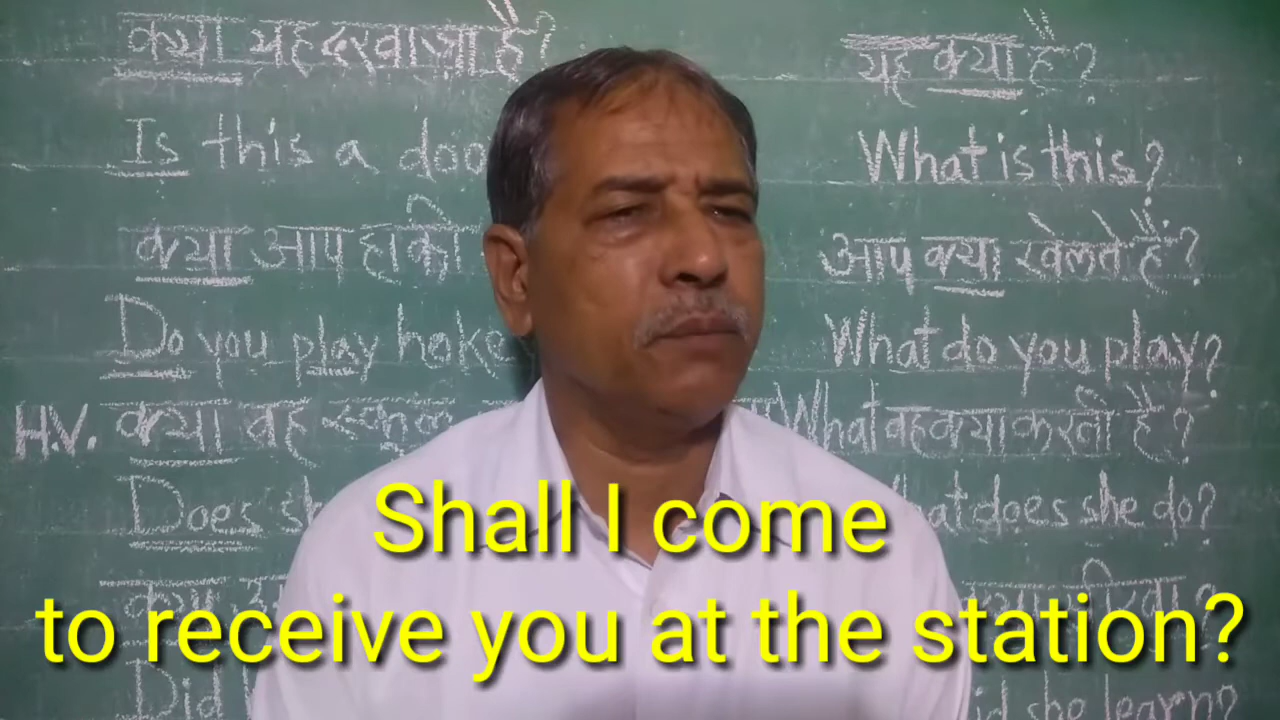 क्या यह दरवाज़ा है?
यह क्या है?
Is this a doo
What is this?
क्या आप हाकी
आप क्या खेलते हैं?
Do you play hoke
What do you play?
H.V. क्या वह स्कूल
What वह क्या करती है?
Does sh
hat does she do?
क्या
Shall I come
to receive you at the station?
Did
id she learn?